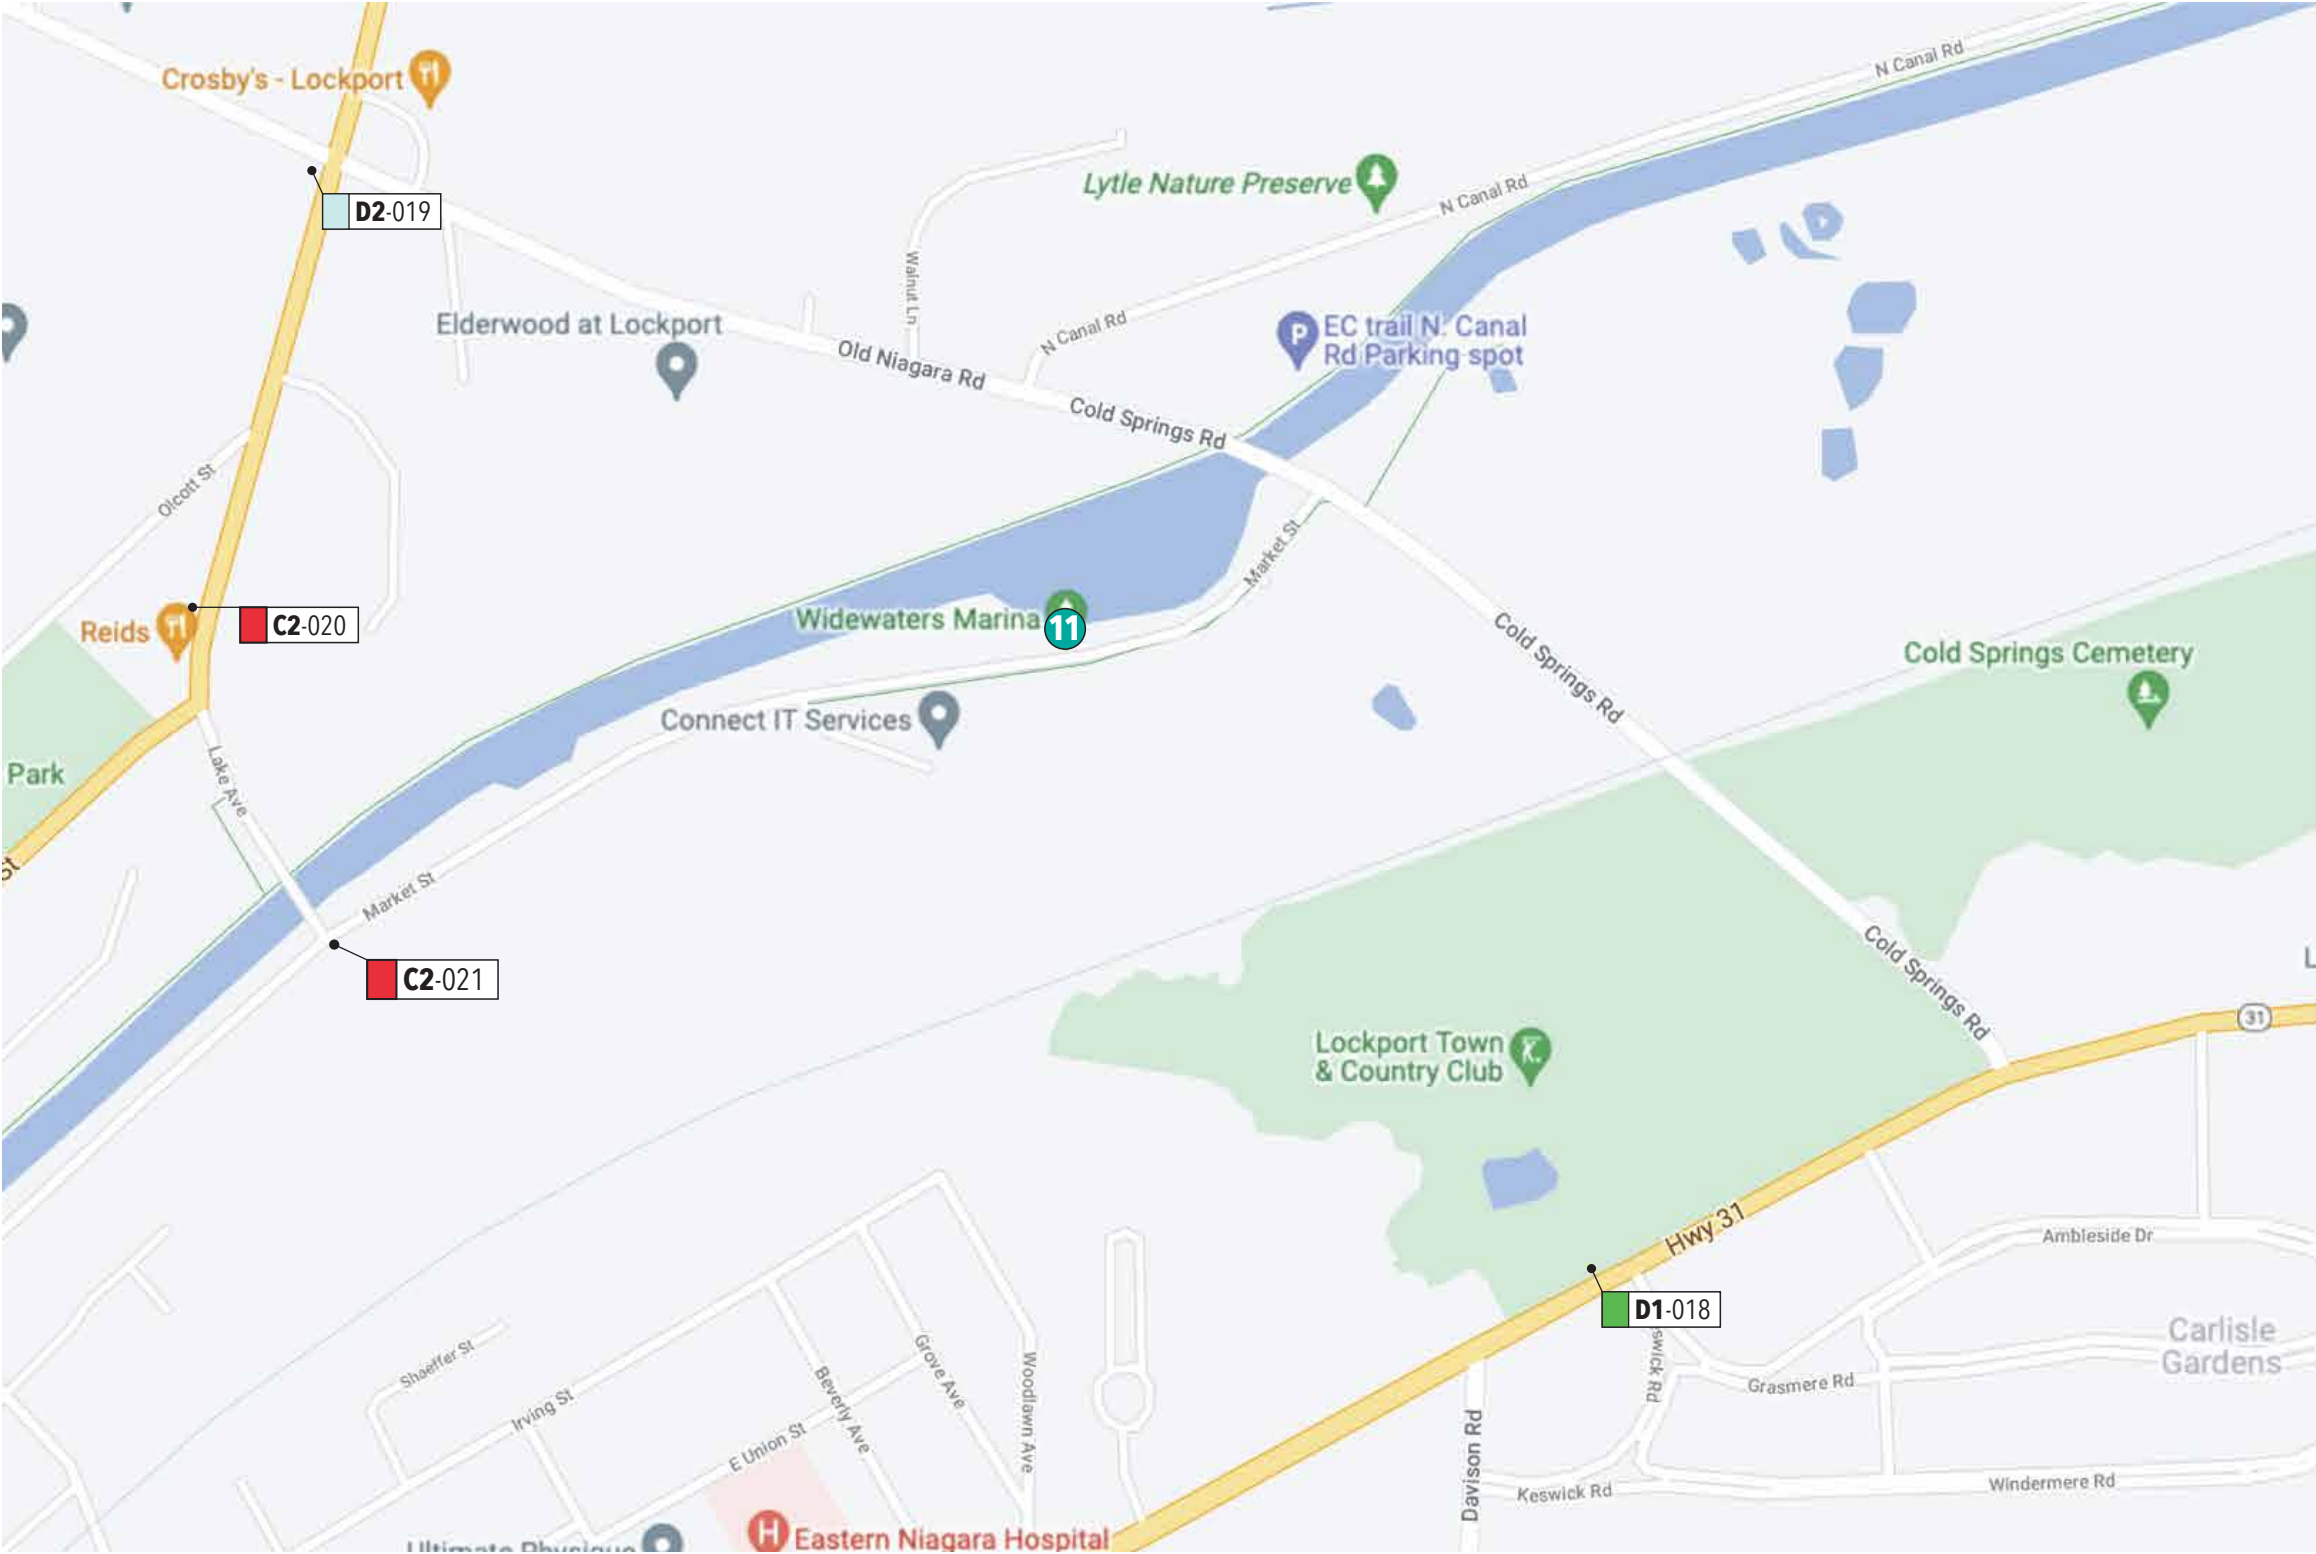 N Canal Rd
Crosby's - Lockport
Lytle Nature Preserve
N Canal Rd
D2-019
Walnut Ln
Elderwood at Lockport
N Canal Rd
EC trail N. Canal
Rd Parking spot
Old Niagara Rd
Cold Springs Rd
Olcott St
Market St
Reids
C2-020
Widewaters Marina
11
Cold Springs Rd
Cold Springs Cemetery
Connect IT Services
Lake Ave
Park
St
Market St
C2-021
Cold Springs Rd
L
31
Lockport Town
& Country Club
Hwy 31
Ambleside Dr
D1-018
Carlisle
Gardens
swick Rd
Grasmere Rd
Shaeffer St
Irving St
Beverly Ave
Grove Ave
Woodlawn Ave
E Union St
Davison Rd
Keswick Rd
Windermere Rd
Ultimate Physique
H
Eastern Niagara Hospital